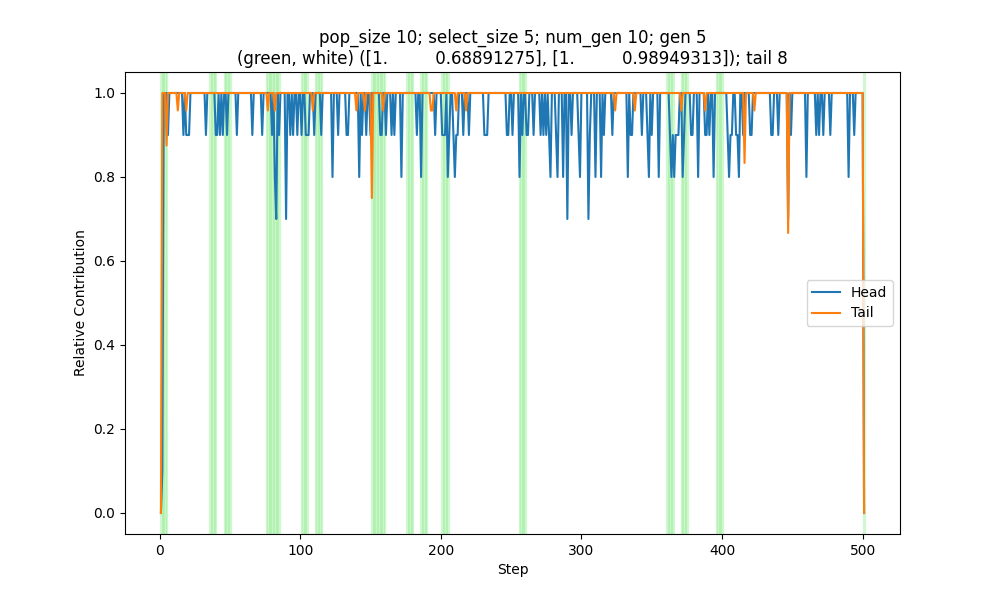 pop_size 10; select_size 5; num_gen 10; gen 5
(green, white) ([1.          0.68891275], [1.          0.98949313]); tail 8
1.0
0.8
0.6
0.4
0.2
0.0
Relative Contribution
Head
Tail
0
100
200
300
400
500
Step